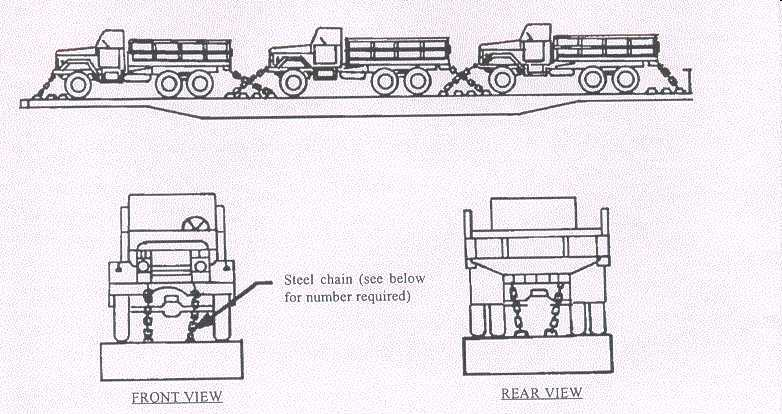 Steel chain (see below
for number required)
FRONT VIEW
REAR VIEW